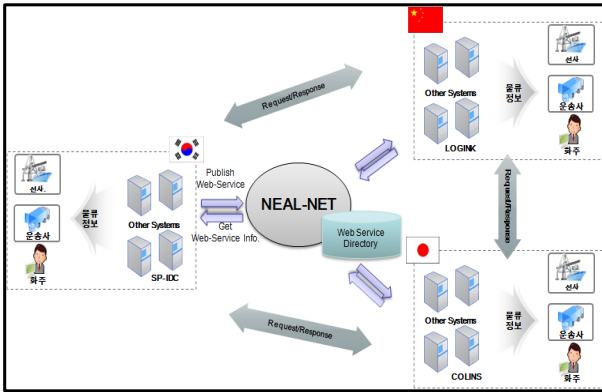 Request/Response
Other Systems
LOGINK
물류
정보
선사
운송사
화주
선사.
운송사
화주
물류
정보
Other Systems
SP-IDC
Publish
Web-Service
Get
Web-Service Info.
NEAL-NET
Web Service
Directory
Request/Response
Request/Response
Other Systems
COLINS
물류
정보
선사
운송사
화주